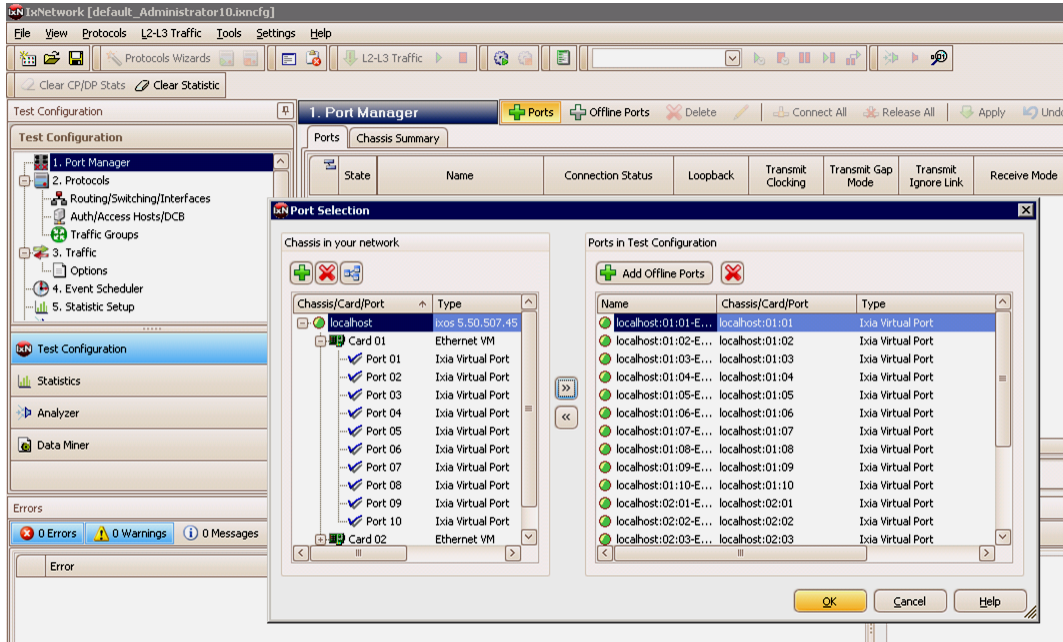 IxN IxNetwork [default_Administrator10.ixncfg]
File View Protocols L2-L3 Traffic Tools Settings Help
Protocols Wizards L2-L3 Traffic
Clear CP/DP Stats Clear Statistic
Test Configuration
Test Configuration
1. Port Manager
2. Protocols
Routing/Switching/Interfaces
Auth/Access Hosts/DCB
Traffic Groups
3. Traffic
Options
4. Event Scheduler
5. Statistic Setup
IxN Test Configuration
Statistics
Analyzer
Data Miner
Errors
0 Errors 0 Warnings 0 Messages
Error
1. Port Manager Ports Offline Ports Delete Connect All Release All Apply Undo
Ports Chassis Summary
State Name Connection Status Loopback Transmit Clocking Transmit Gap Mode Transmit Ignore Link Receive Mode
IxN Port Selection
Chassis in your network
Chassis/Card/Port Type
localhost ixos 5.50.507.45
Card 01 Ethernet VM
Port 01 Ixia Virtual Port
Port 02 Ixia Virtual Port
Port 03 Ixia Virtual Port
Port 04 Ixia Virtual Port
Port 05 Ixia Virtual Port
Port 06 Ixia Virtual Port
Port 07 Ixia Virtual Port
Port 08 Ixia Virtual Port
Port 09 Ixia Virtual Port
Port 10 Ixia Virtual Port
Card 02 Ethernet VM
>>
<<
Ports in Test Configuration
Add Offline Ports
Name Chassis/Card/Port Type
localhost:01:01-E... localhost:01:01 Ixia Virtual Port
localhost:01:02-E... localhost:01:02 Ixia Virtual Port
localhost:01:03-E... localhost:01:03 Ixia Virtual Port
localhost:01:04-E... localhost:01:04 Ixia Virtual Port
localhost:01:05-E... localhost:01:05 Ixia Virtual Port
localhost:01:06-E... localhost:01:06 Ixia Virtual Port
localhost:01:07-E... localhost:01:07 Ixia Virtual Port
localhost:01:08-E... localhost:01:08 Ixia Virtual Port
localhost:01:09-E... localhost:01:09 Ixia Virtual Port
localhost:01:10-E... localhost:01:10 Ixia Virtual Port
localhost:02:01-E... localhost:02:01 Ixia Virtual Port
localhost:02:02-E... localhost:02:02 Ixia Virtual Port
localhost:02:03-E... localhost:02:03 Ixia Virtual Port
OK Cancel Help